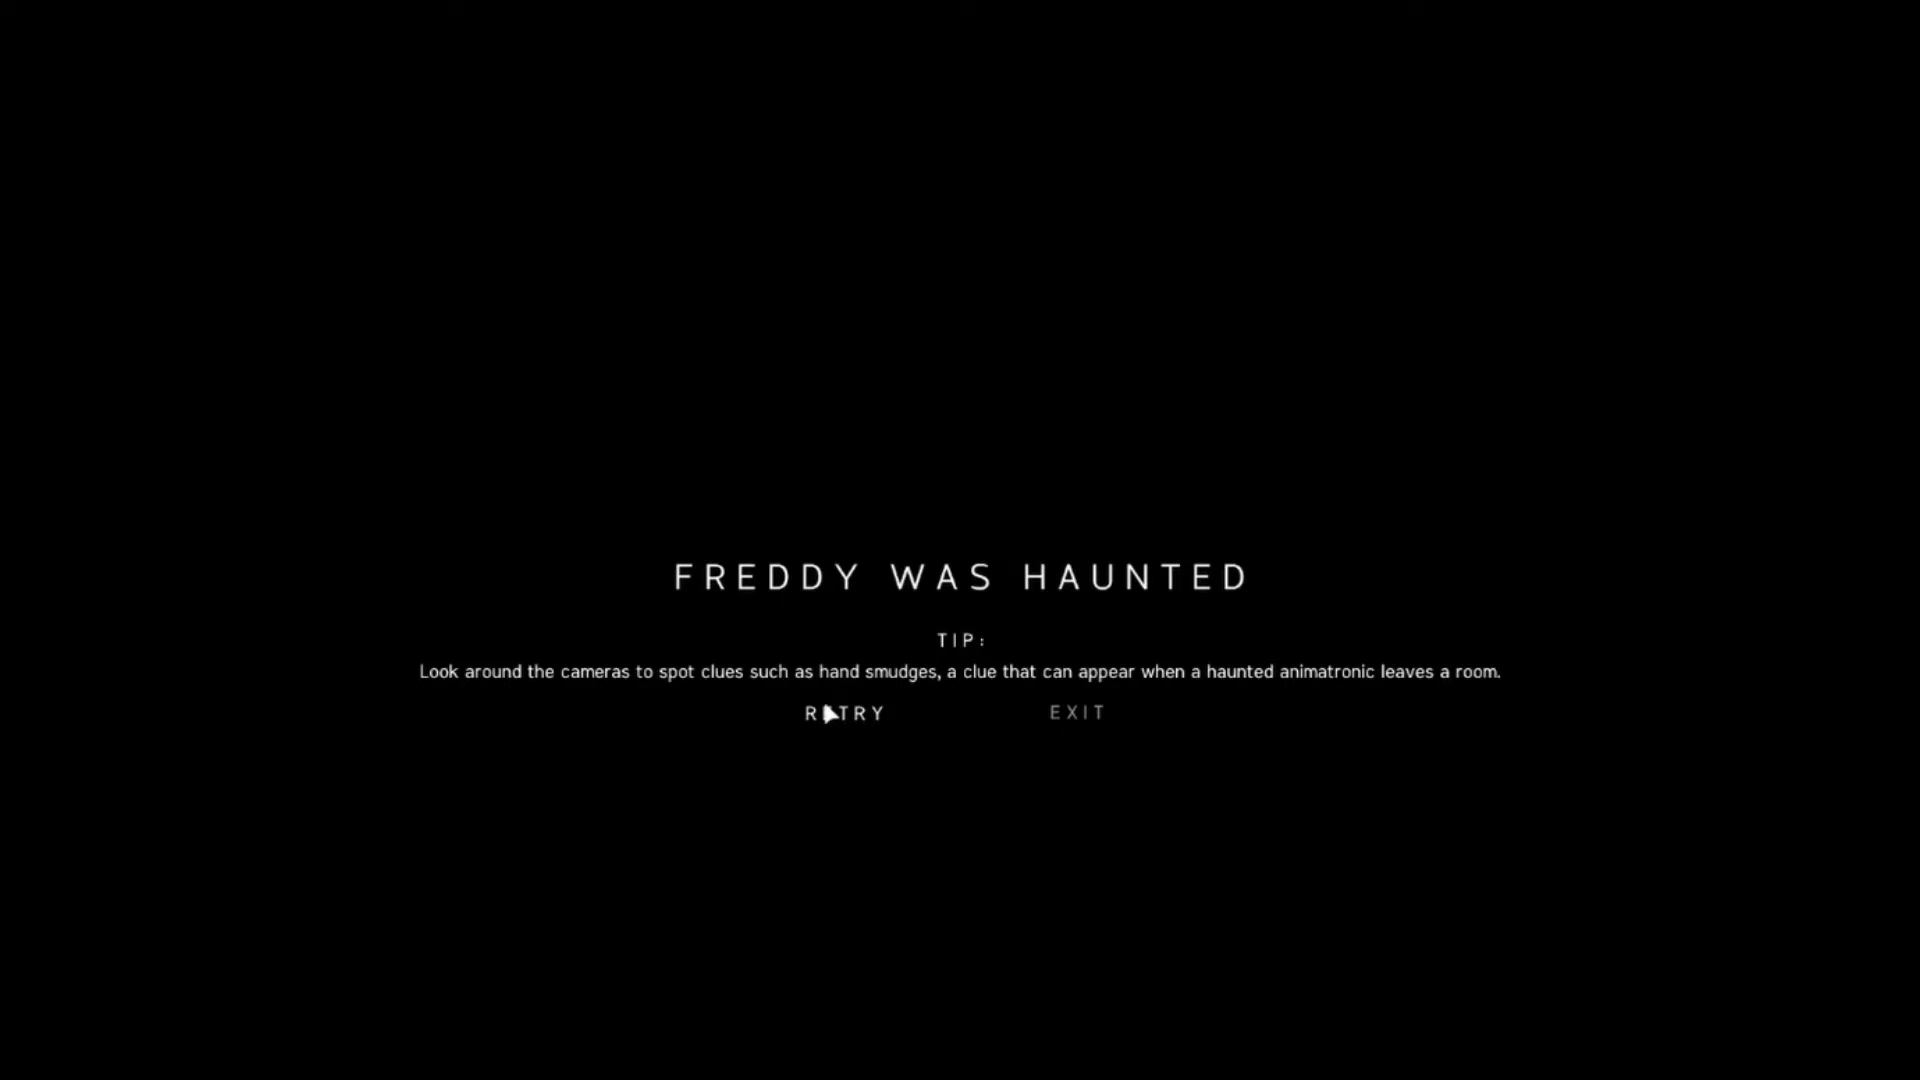 FREDDY WAS HAUNTED
TIP:
Look around the cameras to spot clues such as hand smudges, a clue that can appear when a haunted animatronic leaves a room.
RETRY EXIT